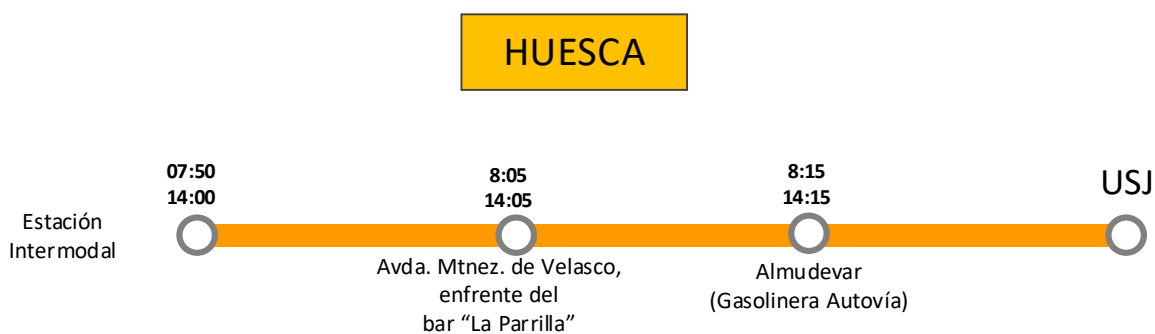 HUESCA
07:50
14:00
8:05
14:05
8:15
14:15
USJ
Estación
Intermodal
Avda. Mtnez. de Velasco,
enfrente del
bar “La Parrilla”
Almudevar
(Gasolinera Autovía)